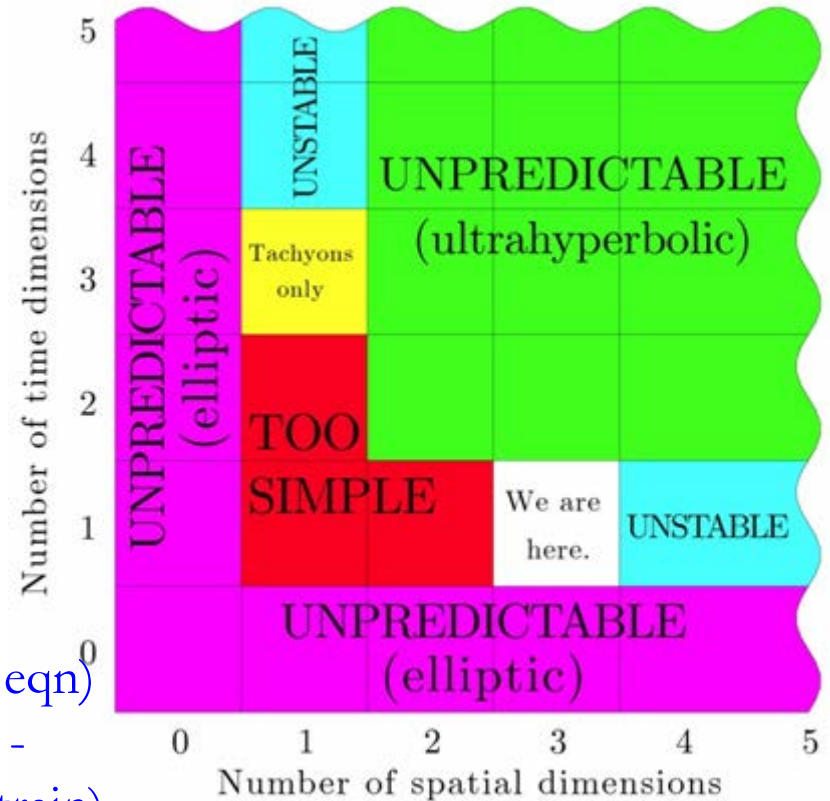 5
4
3
2
1
0
Number of time dimensions
UNPREDICTABLE
(elliptic)
UNSTABLE
UNPREDICTABLE
(ultrahyperbolic)
Tachyons
only
TOO
SIMPLE
We are
here.
UNSTABLE
UNPREDICTABLE
(elliptic)
eqn)
-
0 1 2 3 4 5
Number of spatial dimensions